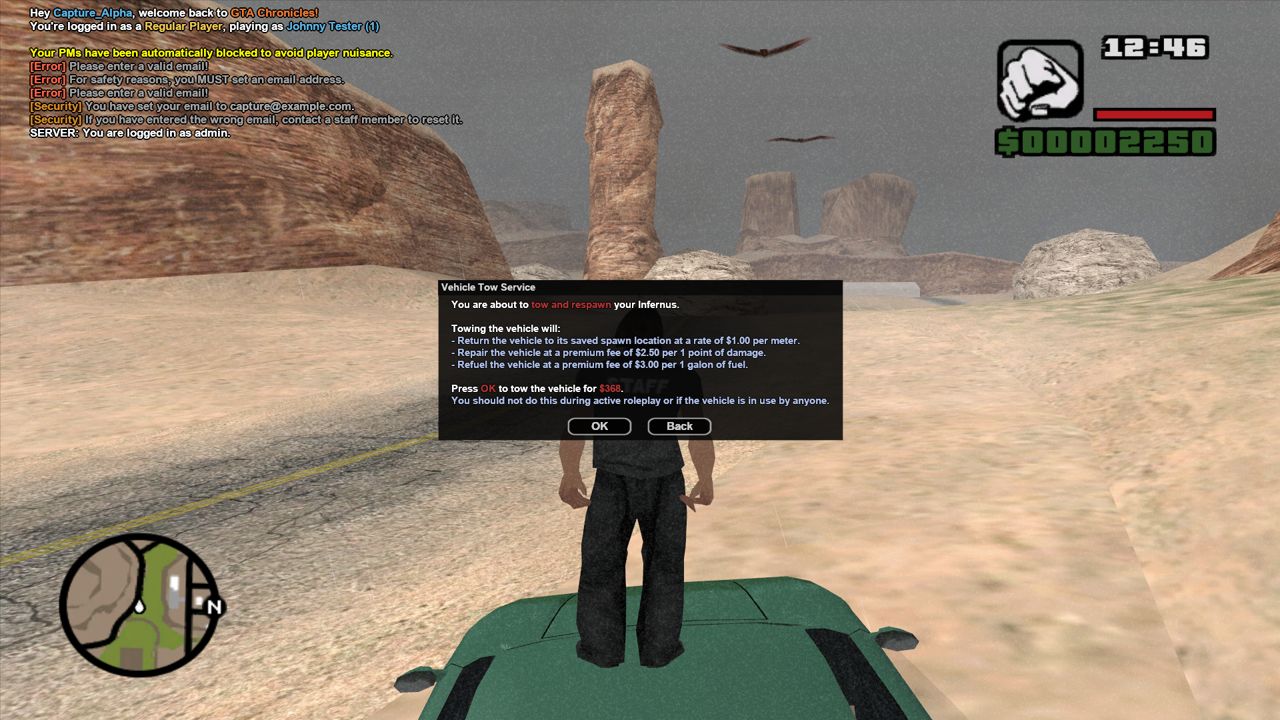 Hey Capture_Alpha, welcome back to GTA Chronicles!
You're logged in as a Regular Player, playing as Johnny Tester (1)
Your PMs have been automatically blocked to avoid player nuisance.
[Error] Please enter a valid email!
[Error] For safety reasons, you MUST set an email address.
[Error] Please enter a valid email!
[Security] You have set your email to capture@example.com.
[Security] If you have entered the wrong email, contact a staff member to reset it.
SERVER: You are logged in as admin.
12:46
$00002250
Vehicle Tow Service
You are about to tow and respawn your Infernus.
Towing the vehicle will:
- Return the vehicle to its saved spawn location at a rate of $1.00 per meter.
- Repair the vehicle at a premium fee of $2.50 per 1 point of damage.
- Refuel the vehicle at a premium fee of $3.00 per 1 galon of fuel.
Press OK to tow the vehicle for $368.
You should not do this during active roleplay or if the vehicle is in use by anyone.
STAFF
OK Back
N